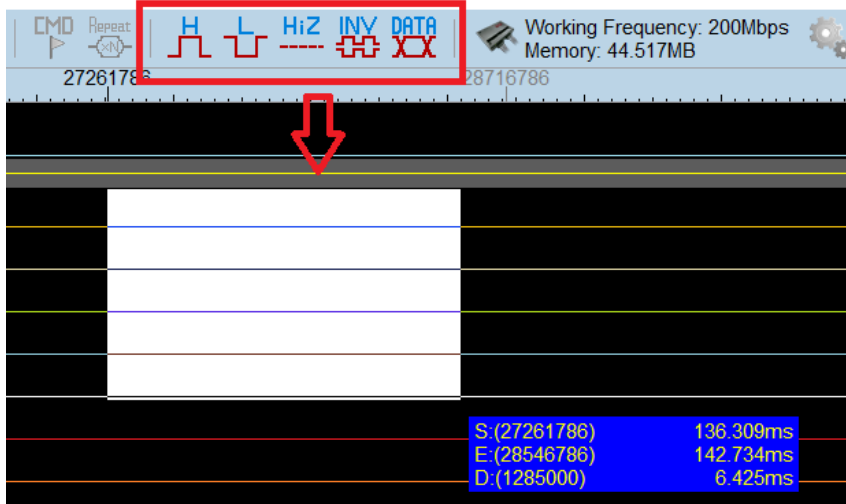 CMD Repeat H L HiZ INV DATA Working Frequency: 200Mbps
(xN) Memory: 44.517MB
27261786 28716786
S:(27261786) 136.309ms
E:(28546786) 142.734ms
D:(1285000) 6.425ms